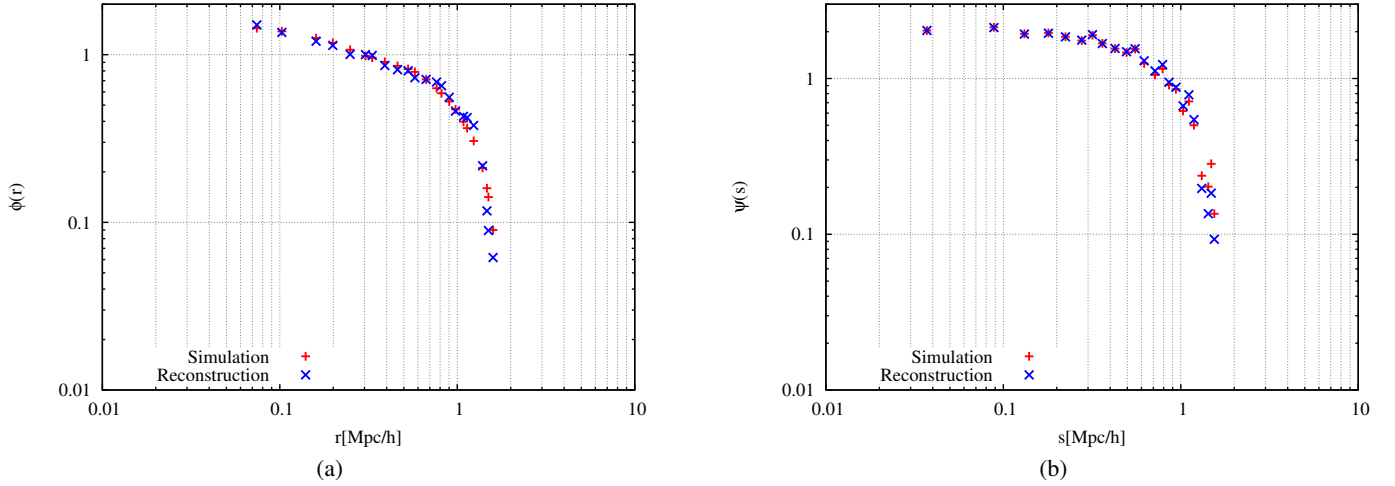 1
0.1
0.01
0.01
0.1
1
10
ϕ(r)
r[Mpc/h]
Simulation
Reconstruction
(a)
1
0.1
0.01
0.01
0.1
1
10
ψ(s)
s[Mpc/h]
Simulation
Reconstruction
(b)